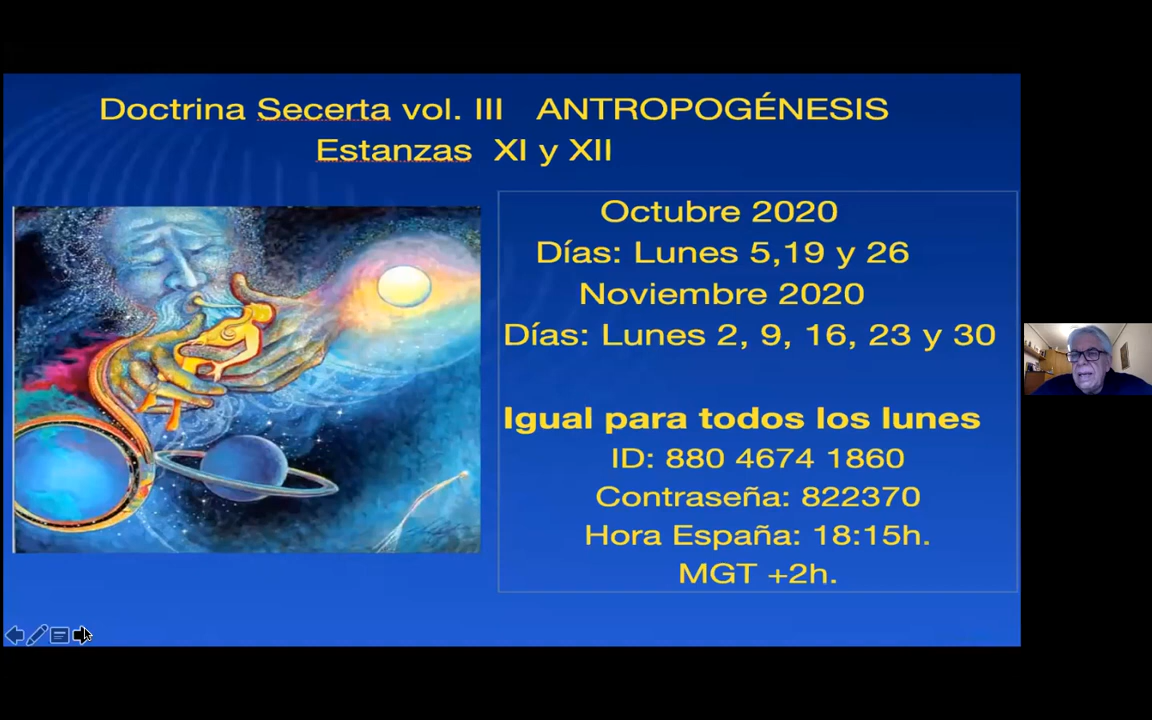 Doctrina Secerta vol. III ANTROPOGÉNESIS
Estanzas XI y XII
Octubre 2020
Días: Lunes 5,19 y 26
Noviembre 2020
Días: Lunes 2, 9, 16, 23 y 30
Igual para todos los lunes
ID: 880 4674 1860
Contraseña: 822370
Hora España: 18:15h.
MGT +2h.